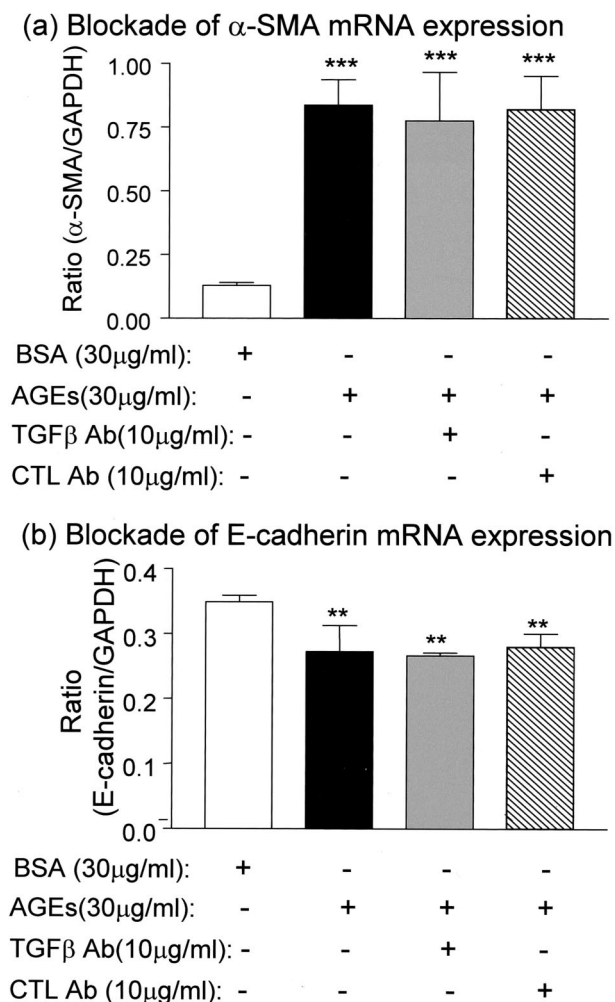 (a) Blockade of α-SMA mRNA expression
Ratio (α-SMA/GAPDH)
1.00
0.75
0.50
0.25
0.00
*** *** ***
BSA (30μg/ml): + - - -
AGEs(30μg/ml): - + + +
TGFβ Ab(10μg/ml): - - + -
CTL Ab (10μg/ml): - - - +
(b) Blockade of E-cadherin mRNA expression
Ratio
(E-cadherin/GAPDH)
0.4
0.3
0.2
0.1
0.0
** ** **
BSA (30μg/ml): + - - -
AGEs(30μg/ml): - + + +
TGFβ Ab(10μg/ml): - - + -
CTL Ab (10μg/ml): - - - +